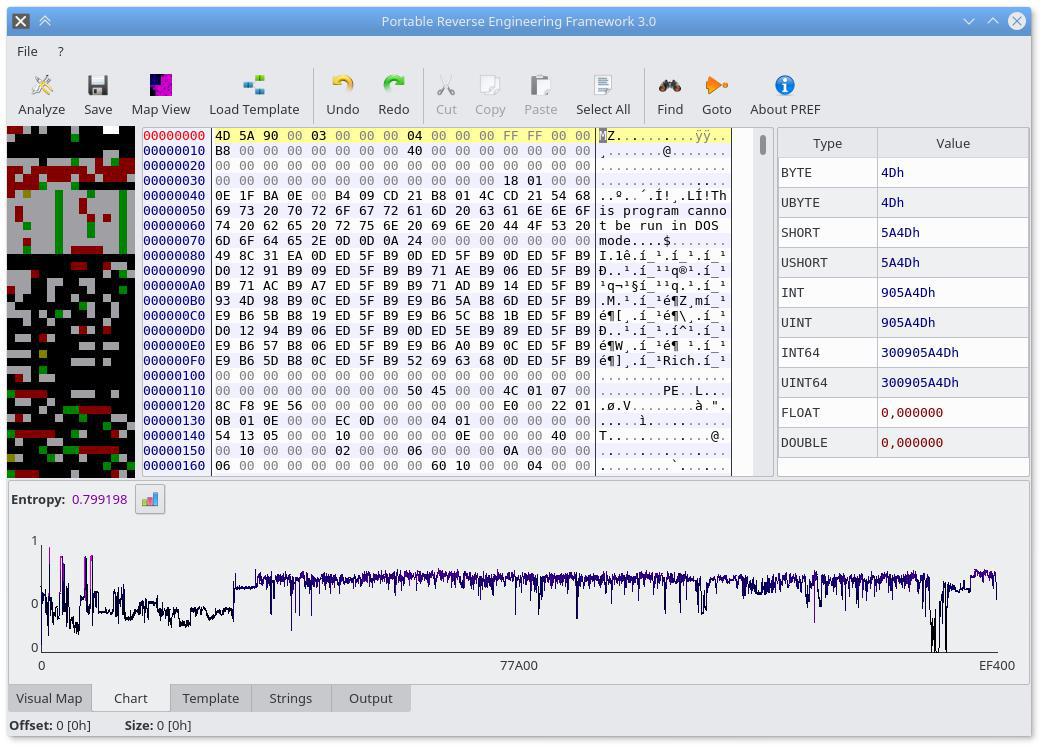 Portable Reverse Engineering Framework 3.0
File ?
Analyze Save Map View Load Template Undo Redo Cut Copy Paste Select All Find Goto About PREF
00000000 4D 5A 90 00 03 00 00 00 04 00 00 00 FF FF 00 00 MZ..........ÿÿ..
00000010 B8 00 00 00 00 00 00 00 40 00 00 00 00 00 00 00 ¸.......@.......
00000020 00 00 00 00 00 00 00 00 00 00 00 00 00 00 00 00 ................
00000030 00 00 00 00 00 00 00 00 00 00 00 00 18 01 00 00 ................
00000040 0E 1F BA 0E 00 B4 09 CD 21 B8 01 4C CD 21 54 68 ..º..´.Í!¸.LÍ!Th
00000050 69 73 20 70 72 6F 67 72 61 6D 20 63 61 6E 6E 6F is program canno
00000060 74 20 62 65 20 72 75 6E 20 69 6E 20 44 4F 53 20 t be run in DOS
00000070 6D 6F 64 65 2E 0D 0D 0A 24 00 00 00 00 00 00 00 mode....$.......
00000080 49 8C 31 EA 0D ED 5F B9 0D ED 5F B9 0D ED 5F B9 I.1ê.í_¹.í_¹.í_¹
00000090 D0 12 91 B9 09 ED 5F B9 B9 71 AE B9 06 ED 5F B9 Ð..¹.í_¹¹q®¹.í_¹
000000A0 B9 71 AC B9 A7 ED 5F B9 B9 71 AD B9 14 ED 5F B9 ¹q¬¹§í_¹¹q.¹.í_¹
000000B0 93 4D 98 B9 0C ED 5F B9 E9 B6 5A B8 6D ED 5F B9 .M.¹.í_¹é¶Z¸mí_¹
000000C0 E9 B6 5B B8 19 ED 5F B9 E9 B6 5C B8 1B ED 5F B9 é¶[¸.í_¹é¶\¸.í_¹
000000D0 D0 12 94 B9 06 ED 5F B9 0D ED 5E B9 89 ED 5F B9 Ð..¹.í_¹.í^¹.í_¹
000000E0 E9 B6 57 B8 06 ED 5F B9 E9 B6 A0 B9 0C ED 5F B9 é¶W¸.í_¹é¶ ¹.í_¹
000000F0 E9 B6 5D B8 0C ED 5F B9 52 69 63 68 0D ED 5F B9 é¶]¸.í_¹Rich.í_¹
00000100 00 00 00 00 00 00 00 00 00 00 00 00 00 00 00 00 ................
00000110 00 00 00 00 00 00 00 00 50 45 00 00 4C 01 07 00 ........PE..L...
00000120 8C F8 9E 56 00 00 00 00 00 00 00 00 E0 00 22 01 .ø.V........à.".
00000130 0B 01 0E 00 00 EC 0D 00 00 04 01 00 00 00 00 00 .....ì..........
00000140 54 13 05 00 00 10 00 00 00 00 0E 00 00 00 40 00 T.............@.
00000150 00 10 00 00 00 02 00 00 06 00 00 00 0A 00 00 00 ................
00000160 06 00 00 00 00 00 00 00 00 60 10 00 00 04 00 00 .........`......
Type Value
BYTE 4Dh
UBYTE 4Dh
SHORT 5A4Dh
USHORT 5A4Dh
INT 905A4Dh
UINT 905A4Dh
INT64 300905A4Dh
UINT64 300905A4Dh
FLOAT 0,000000
DOUBLE 0,000000
Entropy: 0.799198
1
0
0
0 77A00 EF400
Visual Map Chart Template Strings Output
Offset: 0 [0h] Size: 0 [0h]